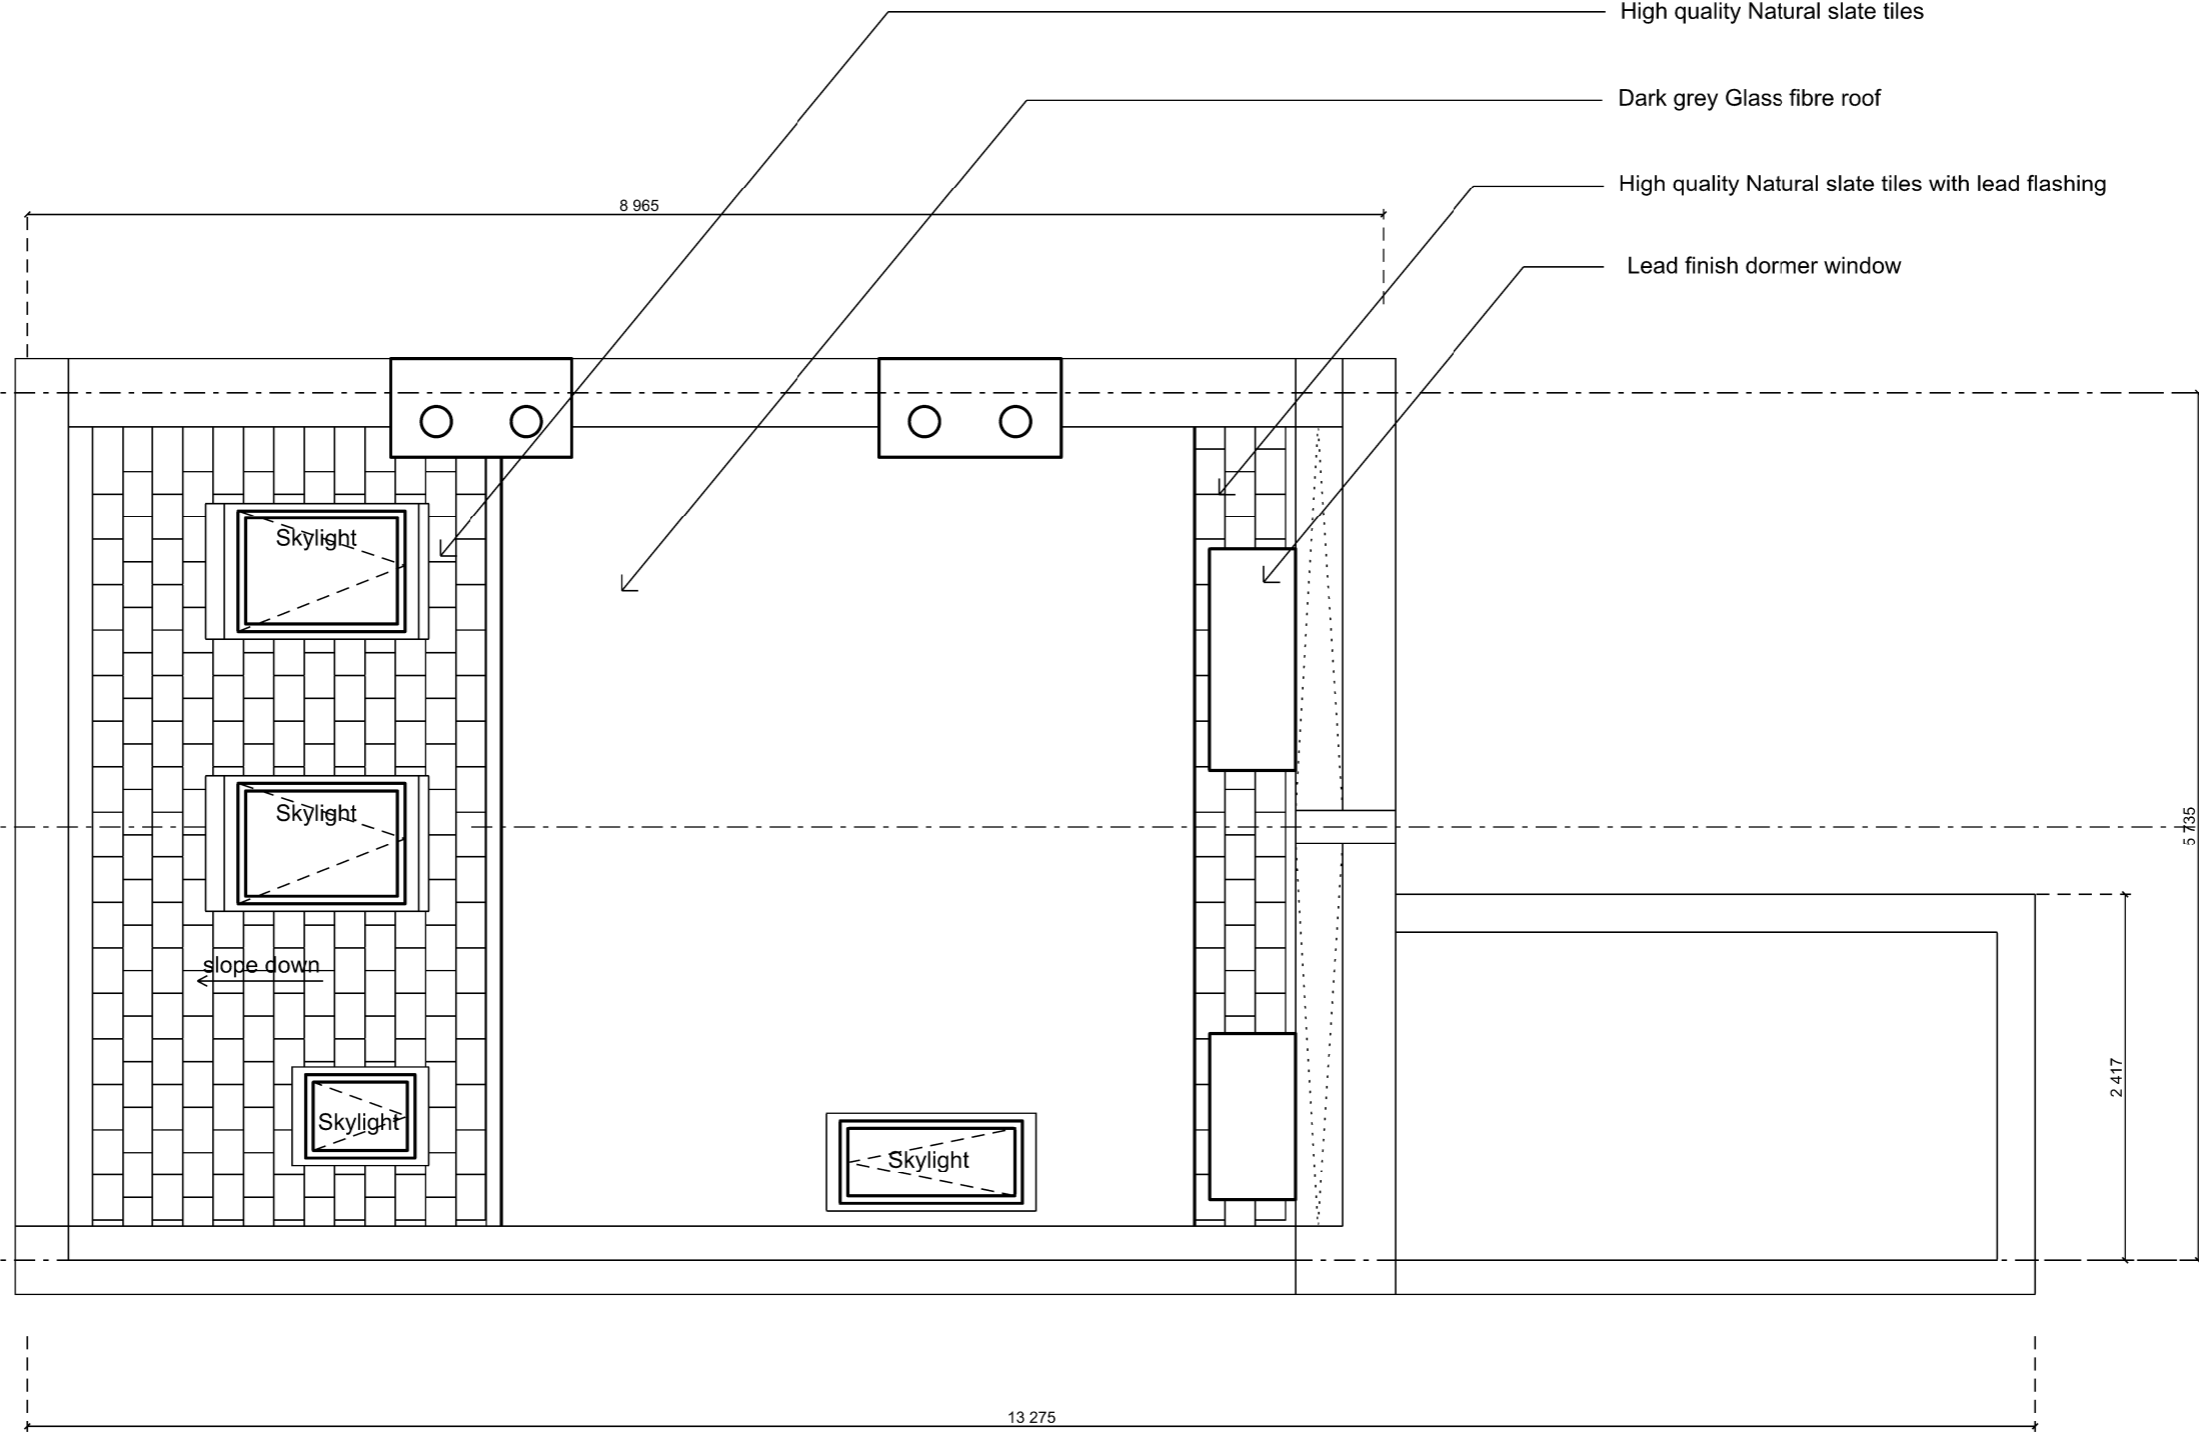 High quality Natural slate tiles
Dark grey Glass fibre roof
High quality Natural slate tiles with lead flashing
8 965
Lead finish dormer window
Skylight
Skylight
5 735
slope down
2 417
Skylight
Skylight
13 275